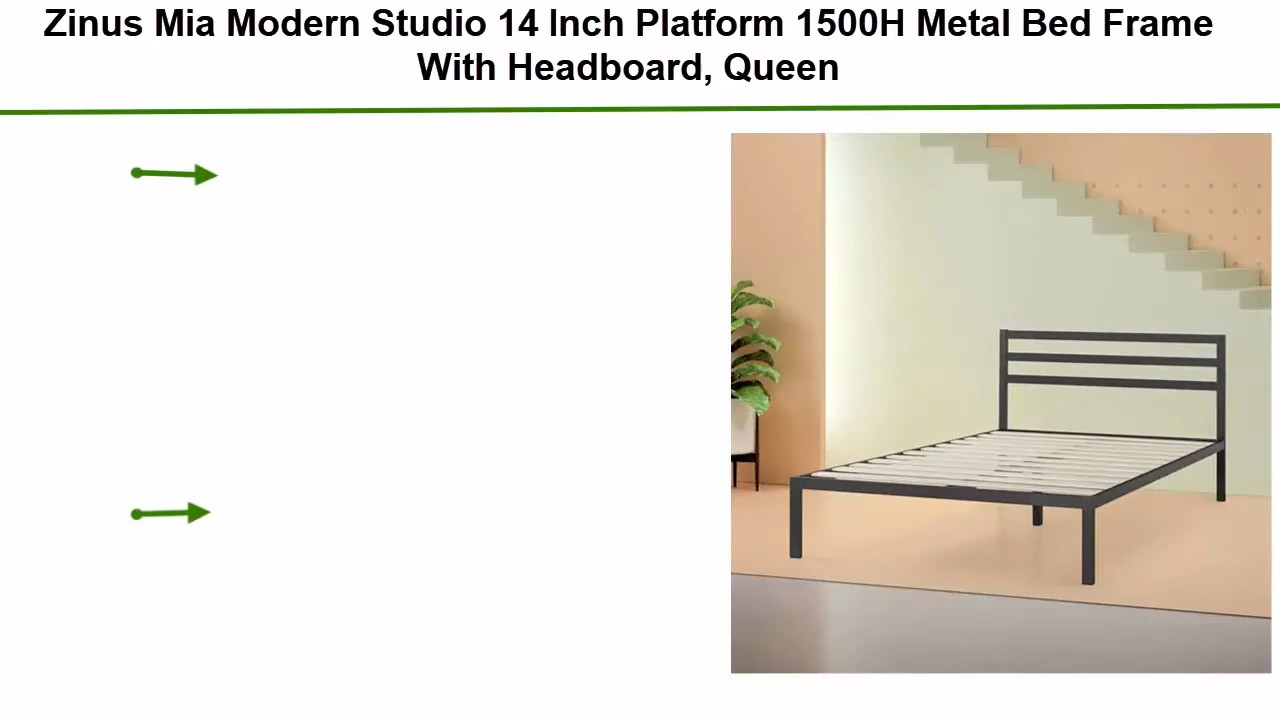 Zinus Mia Modern Studio 14 Inch Platform 1500H Metal Bed Frame
With Headboard, Queen